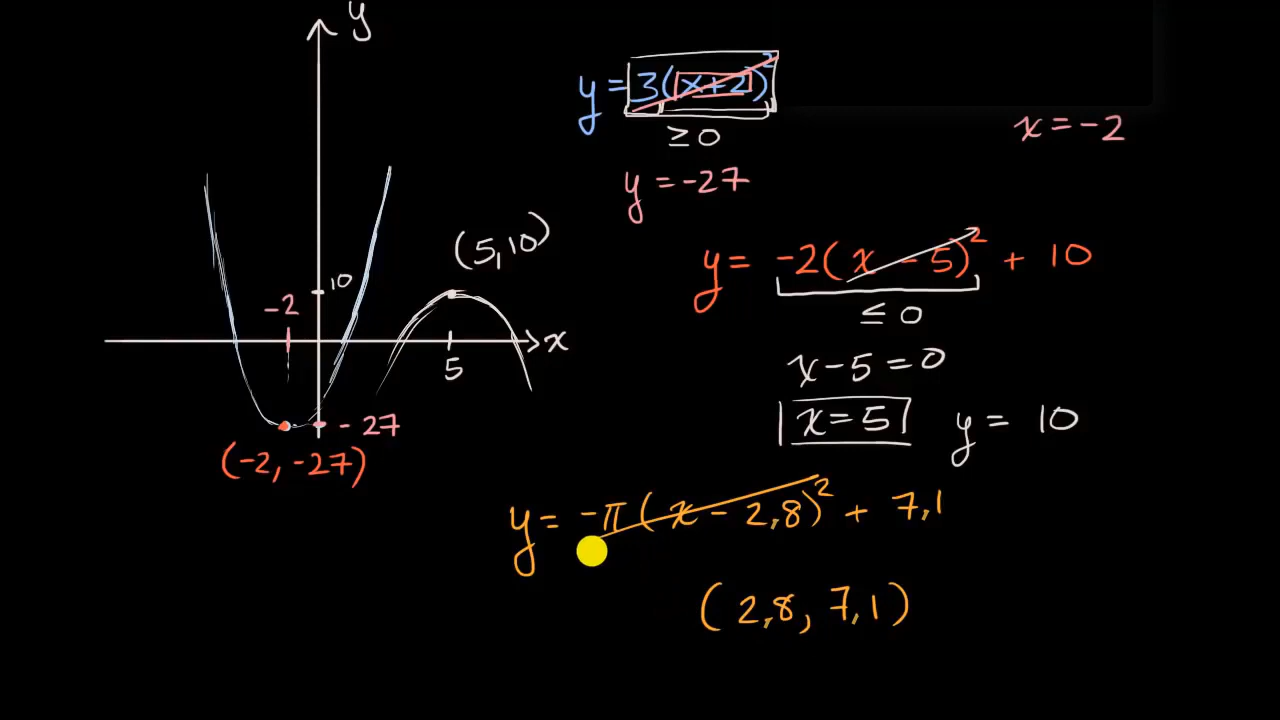 y
y = 3(x+2)²
≥ 0
x = -2
y = -27
(5,10)
y = -2(x - 5)² + 10
≤ 0
10
-2
x
5
x-5 = 0
x = 5 y = 10
-27
(-2, -27)
y = -π(x - 2,8)² + 7,1
(2,8, 7,1)